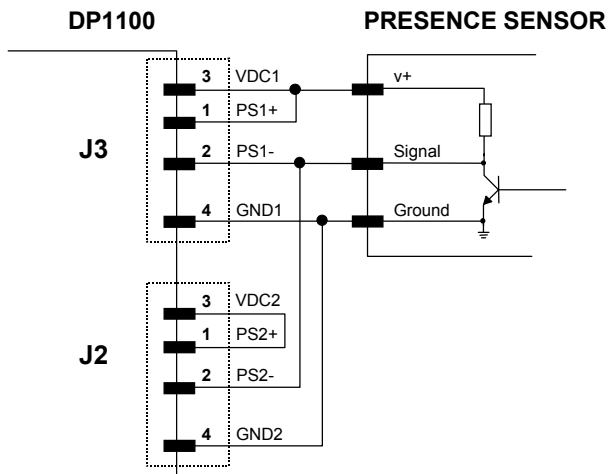 DP1100 PRESENCE SENSOR
J3
3 VDC1
1 PS1+
2 PS1-
4 GND1
v+
Signal
Ground
J2
3 VDC2
1 PS2+
2 PS2-
4 GND2